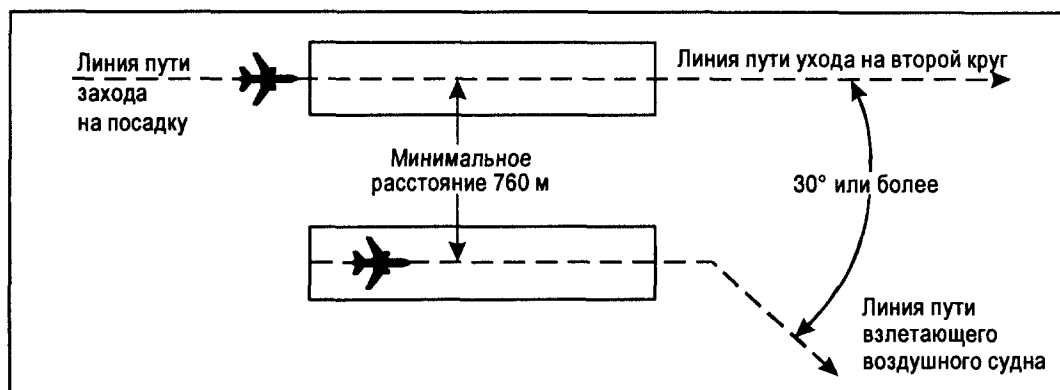 Линия пути
захода
на посадку
Линия пути ухода на второй круг
Минимальное
расстояние 760 м
30° или более
Линия пути
взлетающего
воздушного судна